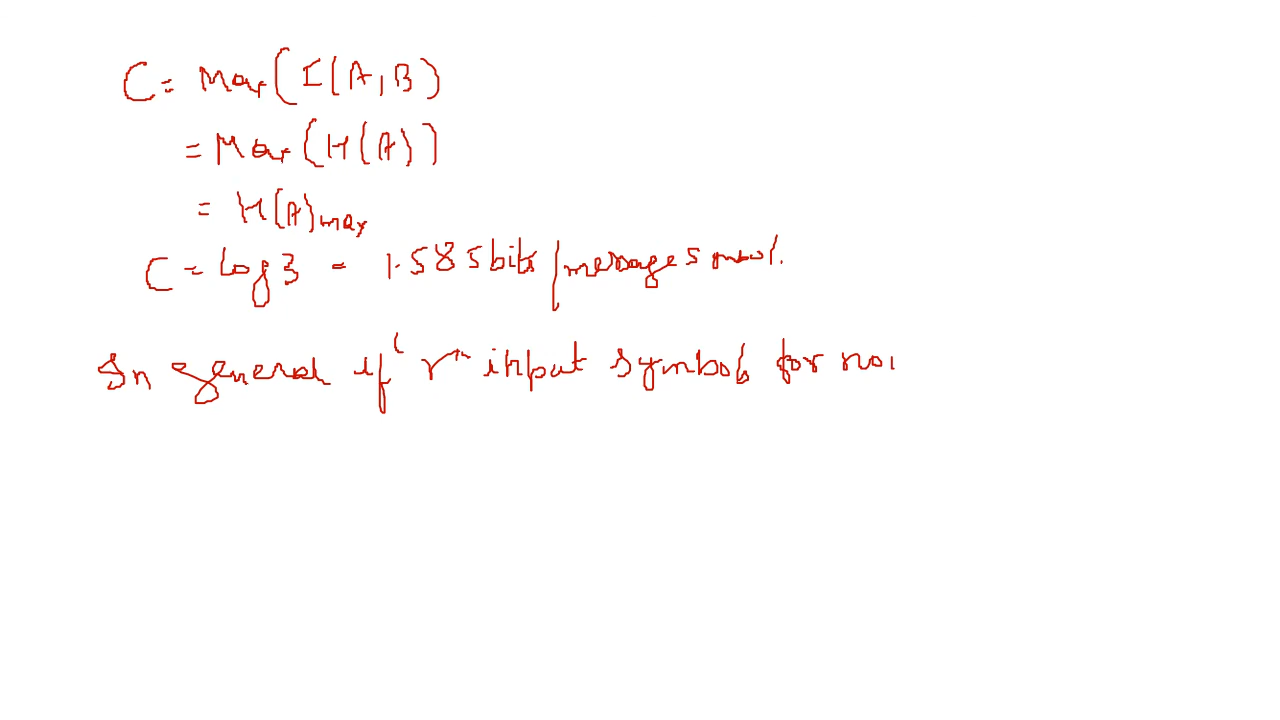 C = Max(I(A,B)
= Max(H(A))
= H(A)max
C = log 3 = 1.585 bits/message symbol.
In general if 'r' input symbols for noi